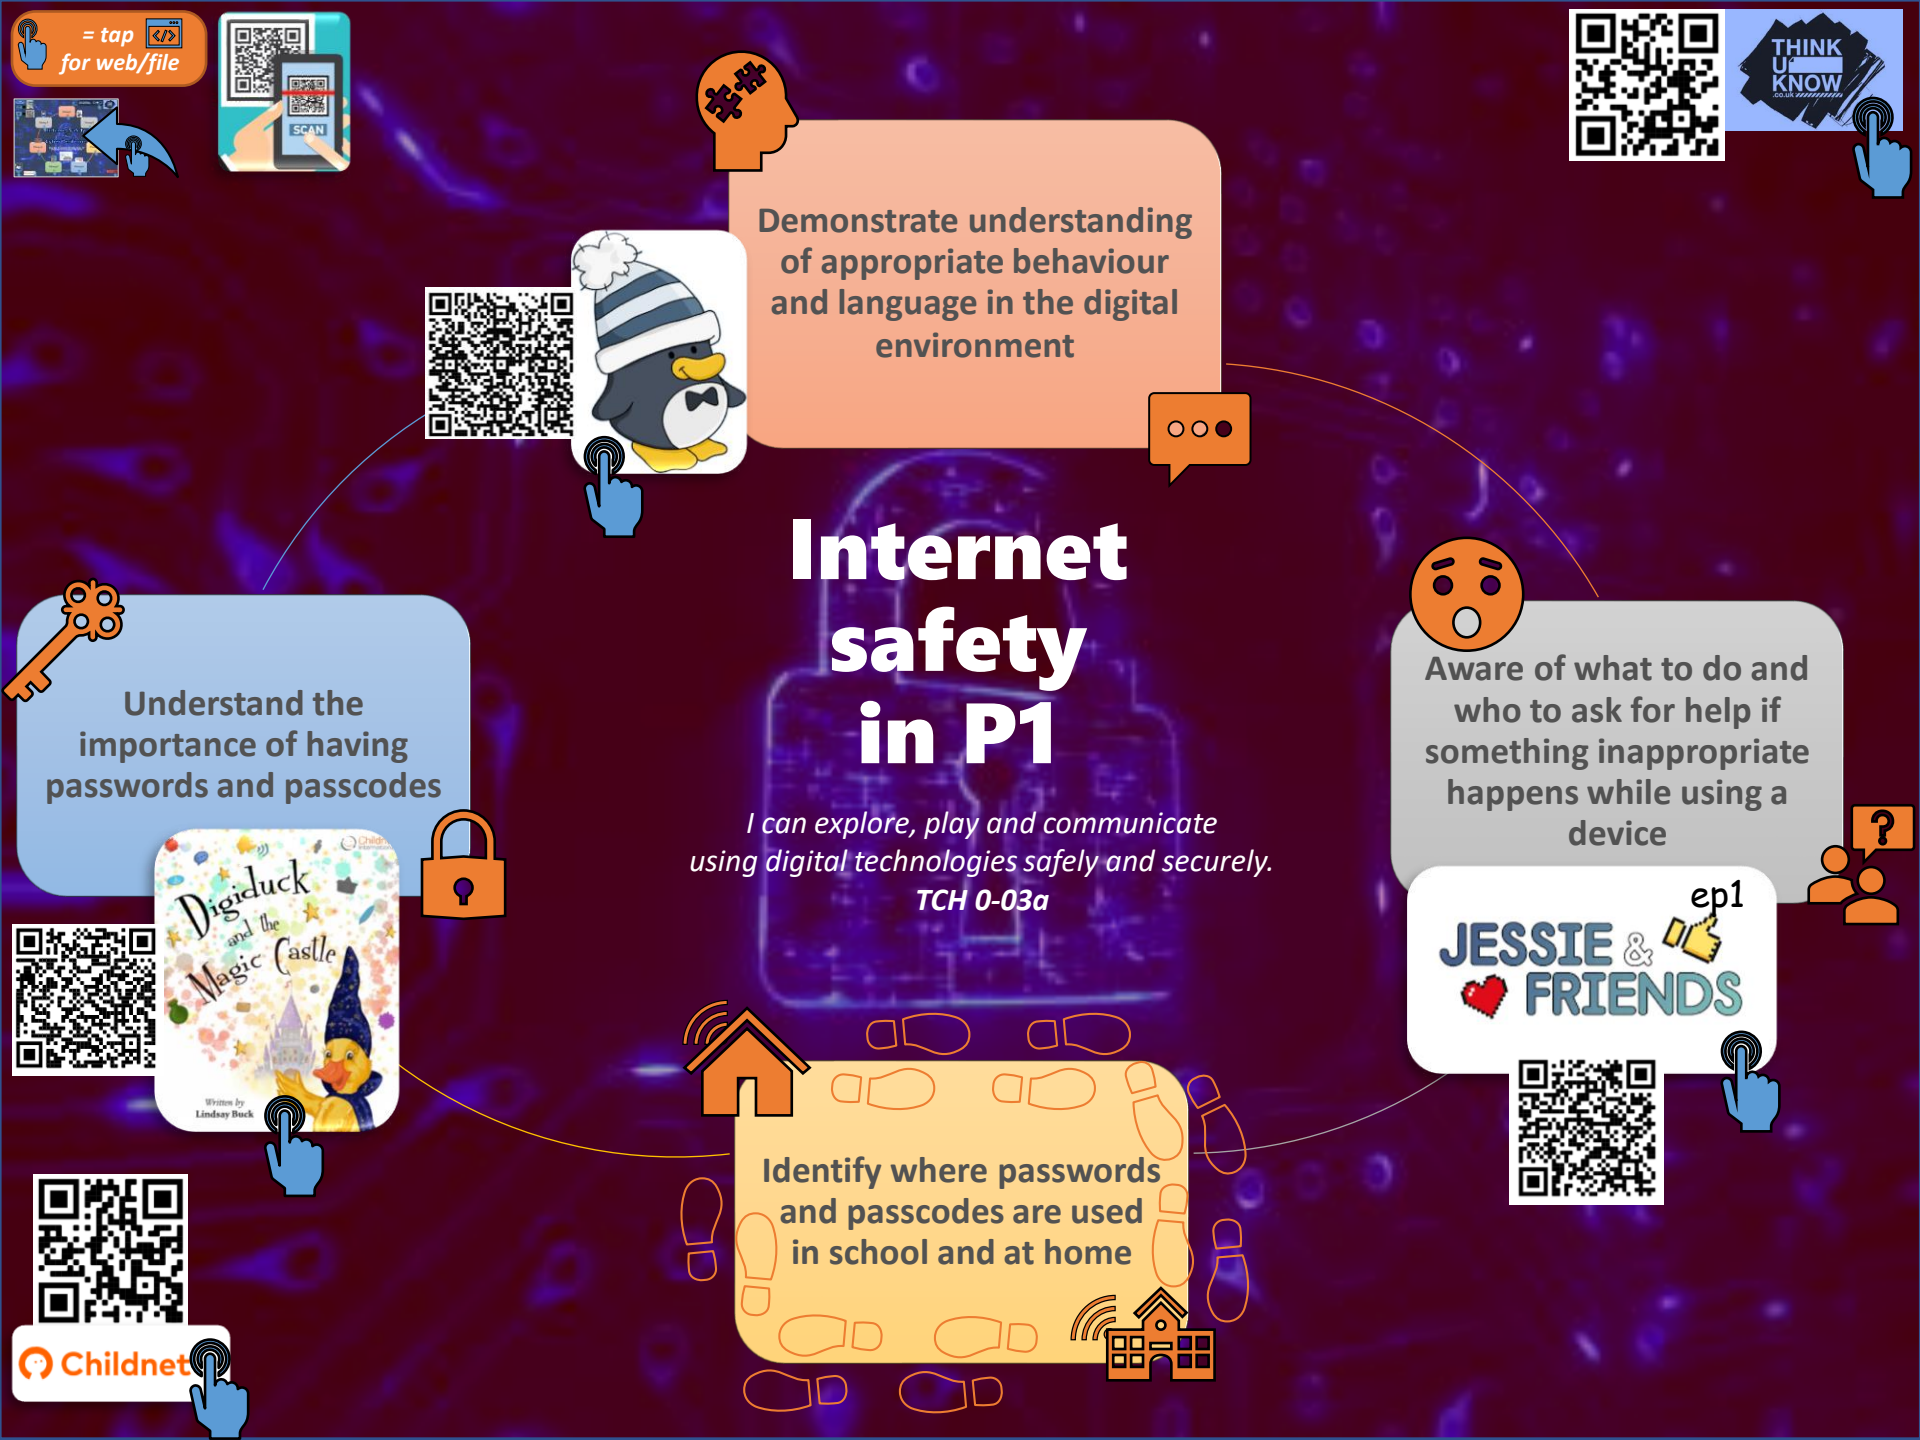 = tap </>
for web/file
SCAN
THINK
U
KNOW
.co.uk
Demonstrate understanding
of appropriate behaviour
and language in the digital
environment
Internet
safety
in P1
I can explore, play and communicate
using digital technologies safely and securely.
TCH 0-03a
Understand the
importance of having
passwords and passcodes
Childnet
International
Digiduck
and the
Magic Castle
Written by
Lindsay Buck
Aware of what to do and
who to ask for help if
something inappropriate
happens while using a
device
?
ep1
JESSIE &
FRIENDS
Identify where passwords
and passcodes are used
in school and at home
Childnet